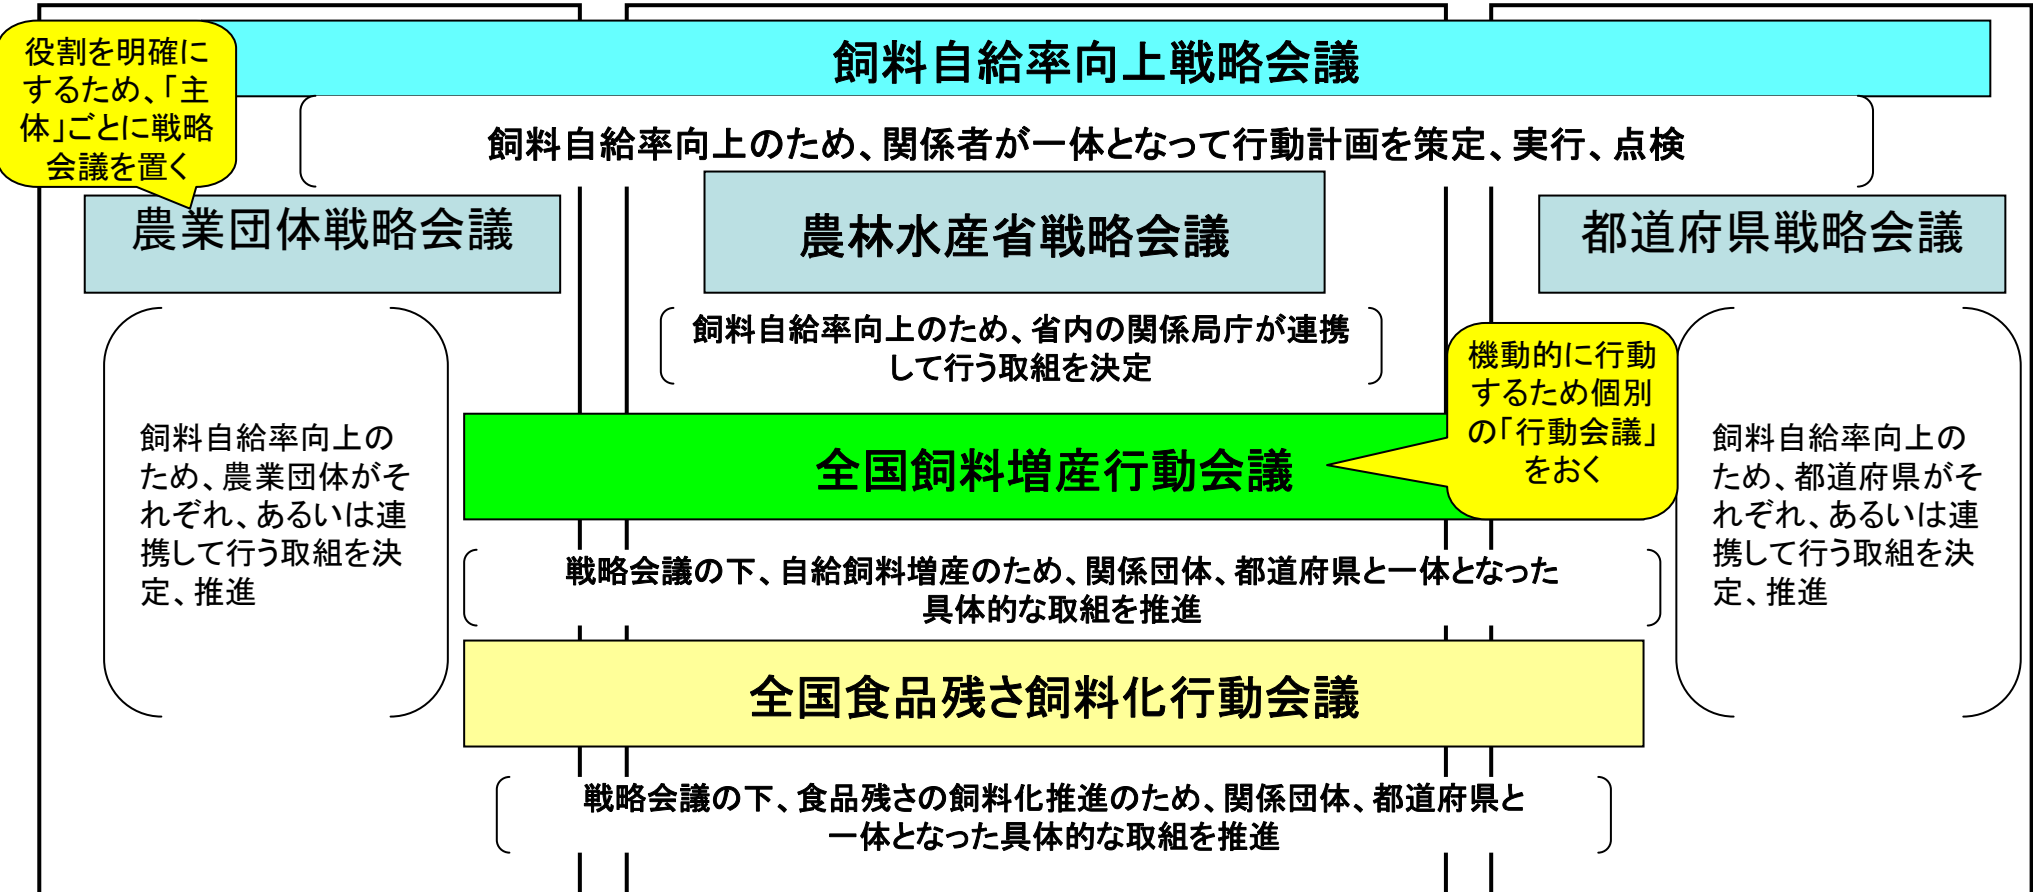 飼料自給率向上戦略会議
役割を明確に
するため、「主
体」ごとに戦略
会議を置く
飼料自給率向上のため、関係者が一体となって行動計画を策定、実行、点検
農業団体戦略会議
農林水産省戦略会議
都道府県戦略会議
飼料自給率向上のため、省内の関係局庁が連携
して行う取組を決定
機動的に行動
するため個別
の「行動会議」
をおく
飼料自給率向上の
ため、農業団体がそ
れぞれ、あるいは連
携して行う取組を決
定、推進
全国飼料増産行動会議
飼料自給率向上の
ため、都道府県がそ
れぞれ、あるいは連
携して行う取組を決
定、推進
戦略会議の下、自給飼料増産のため、関係団体、都道府県と一体となった
具体的な取組を推進
全国食品残さ飼料化行動会議
戦略会議の下、食品残さの飼料化推進のため、関係団体、都道府県と
一体となった具体的な取組を推進